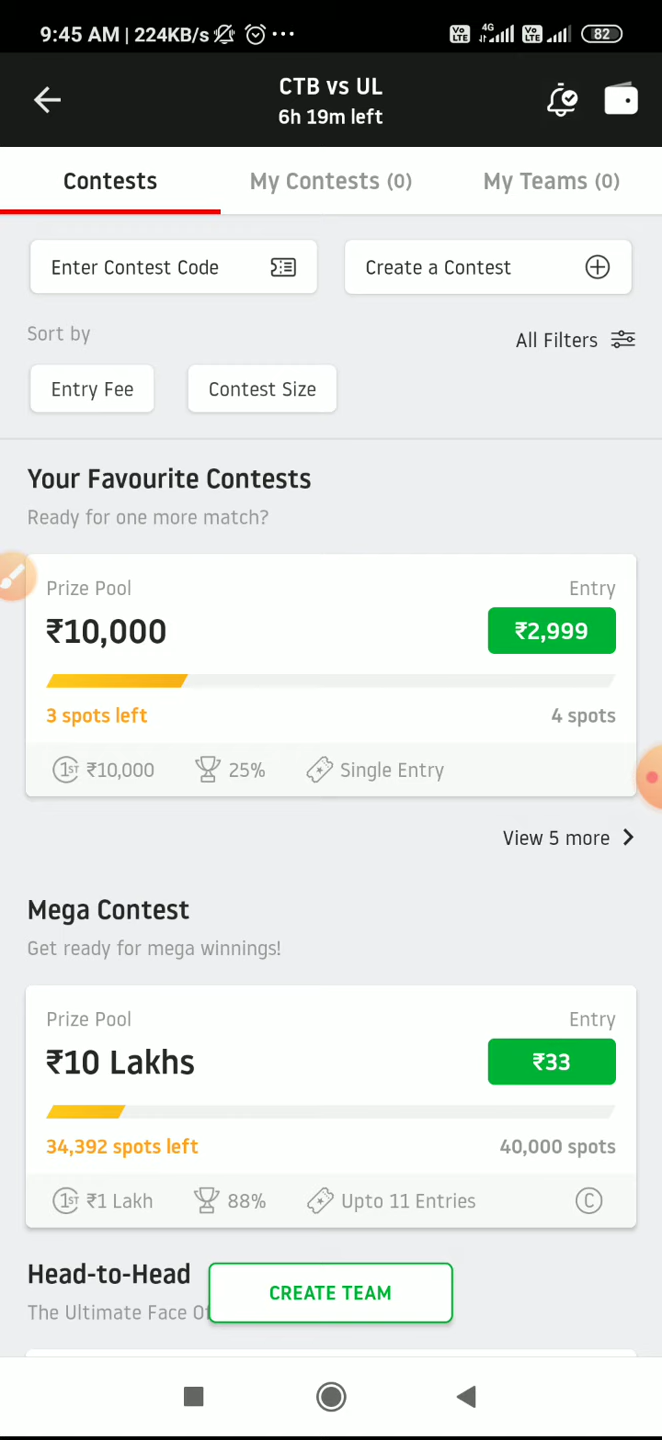 9:45 AM | 224KB/s ...
Vo LTE 4G Vo LTE 82
CTB vs UL
6h 19m left
Contests My Contests (0) My Teams (0)
Enter Contest Code Create a Contest
Sort by
All Filters
Entry Fee Contest Size
Your Favourite Contests
Ready for one more match?
Prize Pool Entry
₹10,000 ₹2,999
3 spots left 4 spots
1ST ₹10,000 25% Single Entry
View 5 more
Mega Contest
Get ready for mega winnings!
Prize Pool Entry
₹10 Lakhs ₹33
34,392 spots left 40,000 spots
1ST ₹1 Lakh 88% Upto 11 Entries C
Head-to-Head
CREATE TEAM
The Ultimate Face